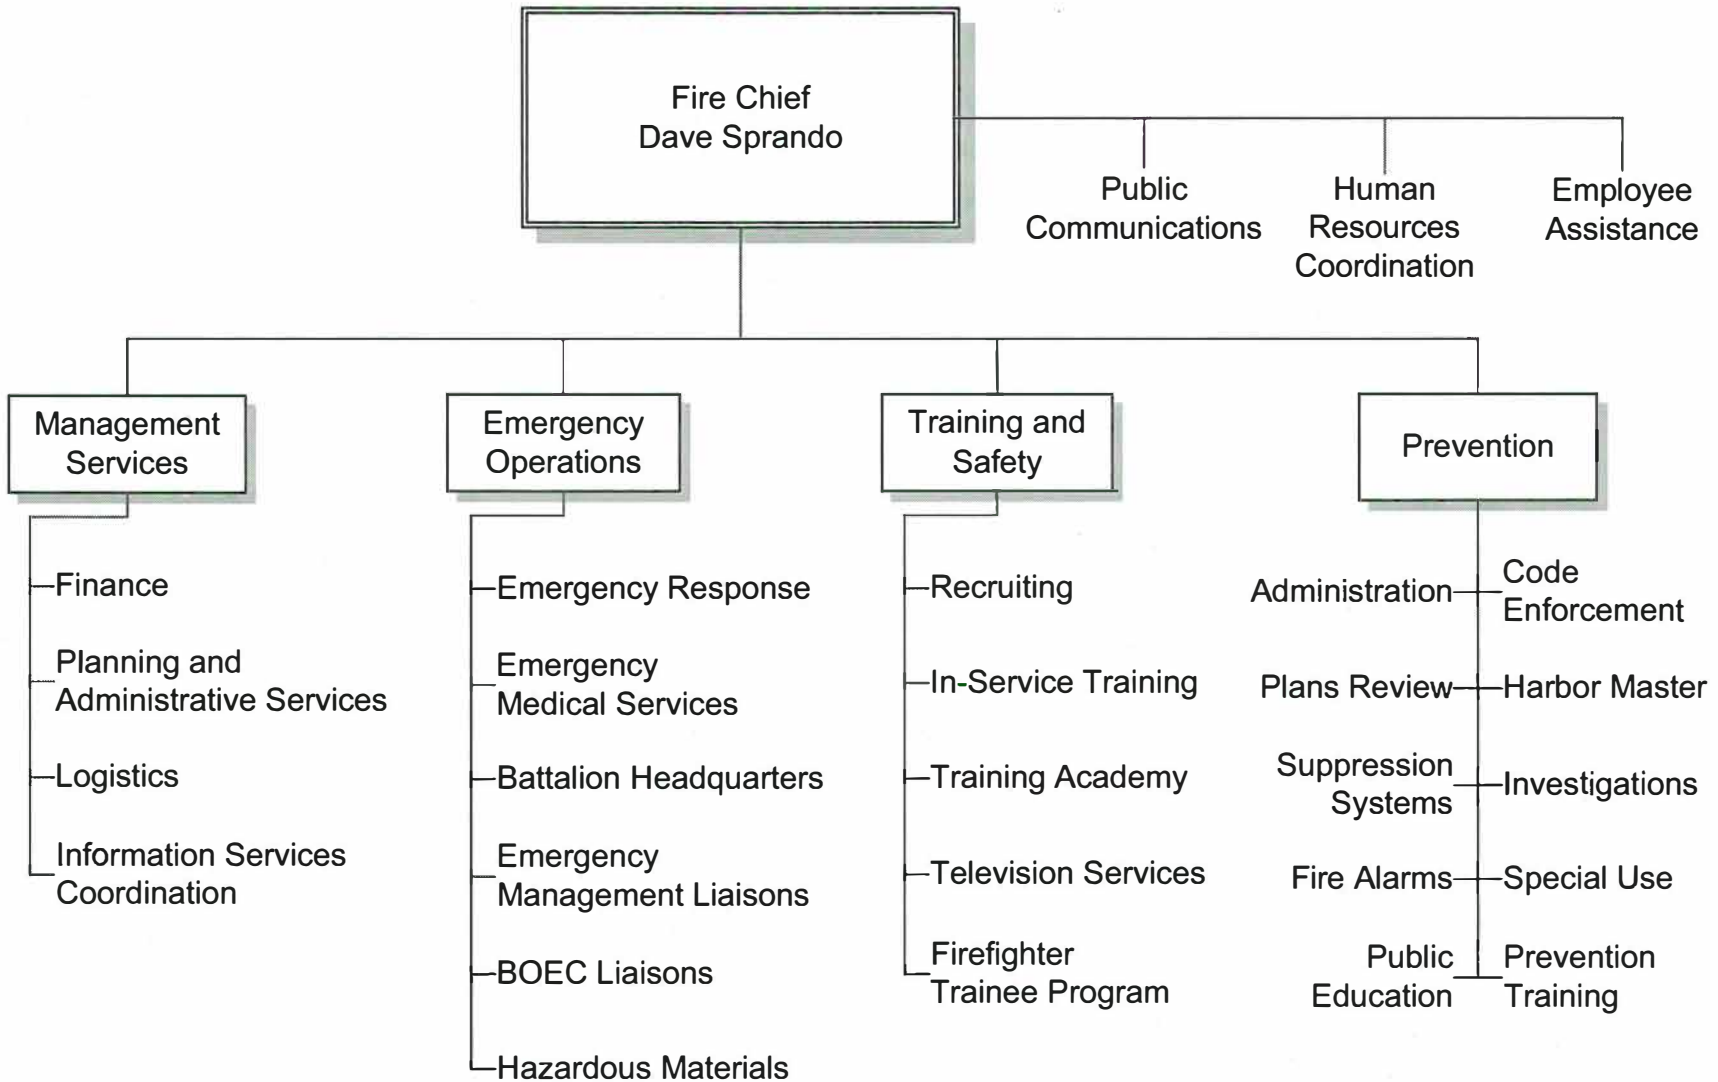 Fire Chief
Dave Sprando
Public
Communications
Human
Resources
Coordination
Employee
Assistance
Management
Services
Emergency
Operations
Training and
Safety
Prevention
Finance
Planning and
Administrative Services
Logistics
Information Services
Coordination
Emergency Response
Emergency
Medical Services
Battalion Headquarters
Emergency
Management Liaisons
BOEC Liaisons
Hazardous Materials
Recruiting
In-Service Training
Training Academy
Television Services
Firefighter
Trainee Program
Administration
Plans Review
Suppression
Systems
Fire Alarms
Public
Education
Code
Enforcement
Harbor Master
Investigations
Special Use
Prevention
Training